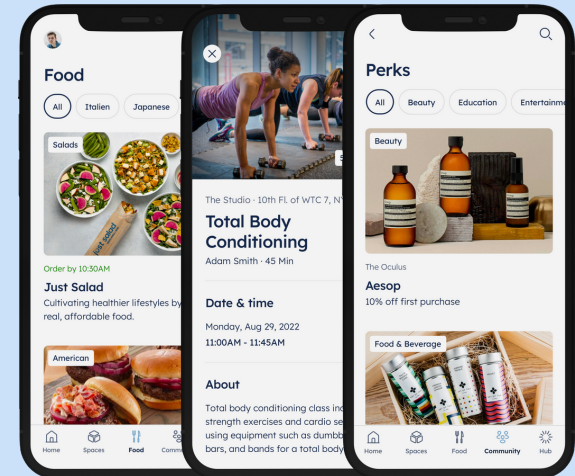 Food
All
Italien
Japanese
Salads
just salad
Order by 10:30AM
Just Salad
Cultivating healthier lifestyles by
real, affordable food.
American
Home
Spaces
Food
Comm
The Studio · 10th Fl. of WTC 7, N
Total Body
Conditioning
Adam Smith · 45 Min
Date & time
Monday, Aug 29, 2022
11:00AM - 11:45AM
About
Total body conditioning class inc
strength exercises and cardio se
using equipment such as dumbb
bars, and bands for a total body
Perks
All
Beauty
Education
Entertainme
Beauty
The Oculus
Aesop
10% off first purchase
Food & Beverage
Home
Spaces
Food
Community
Hub